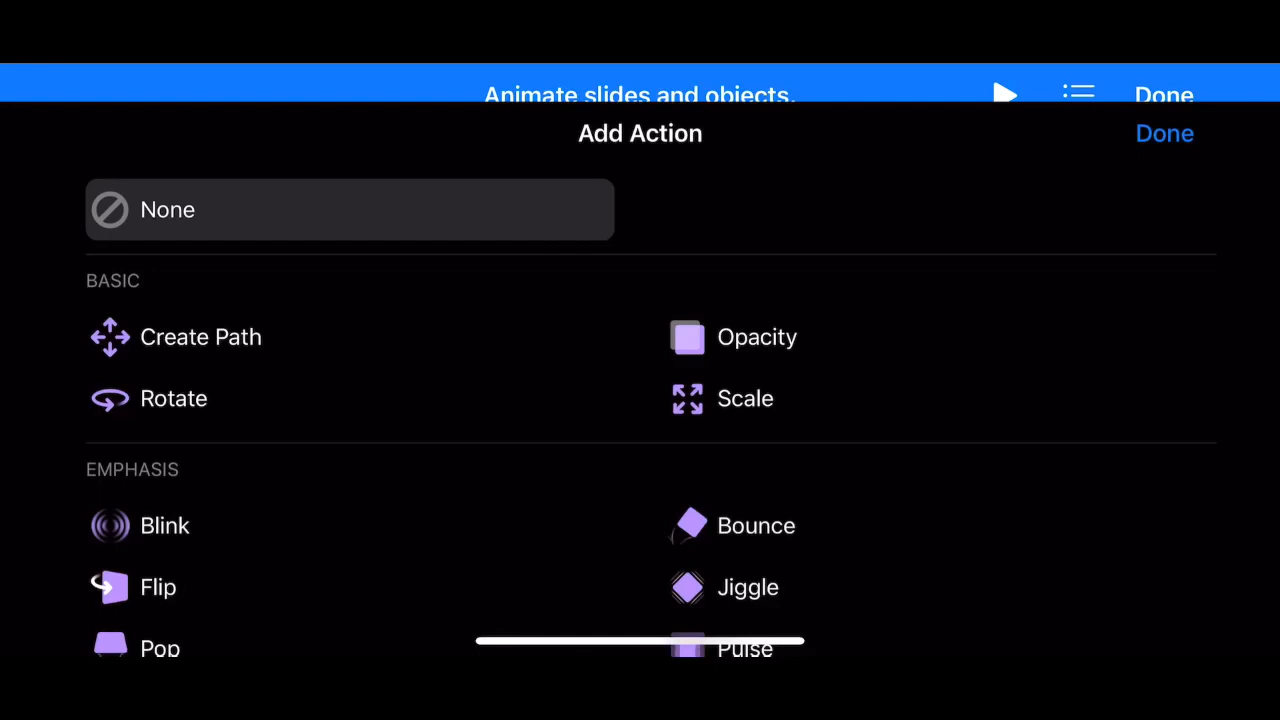 Animate slides and objects.
Done
Add Action
Done
None
BASIC
Create Path
Opacity
Rotate
Scale
EMPHASIS
Blink
Bounce
Flip
Jiggle
Pop
Pulse